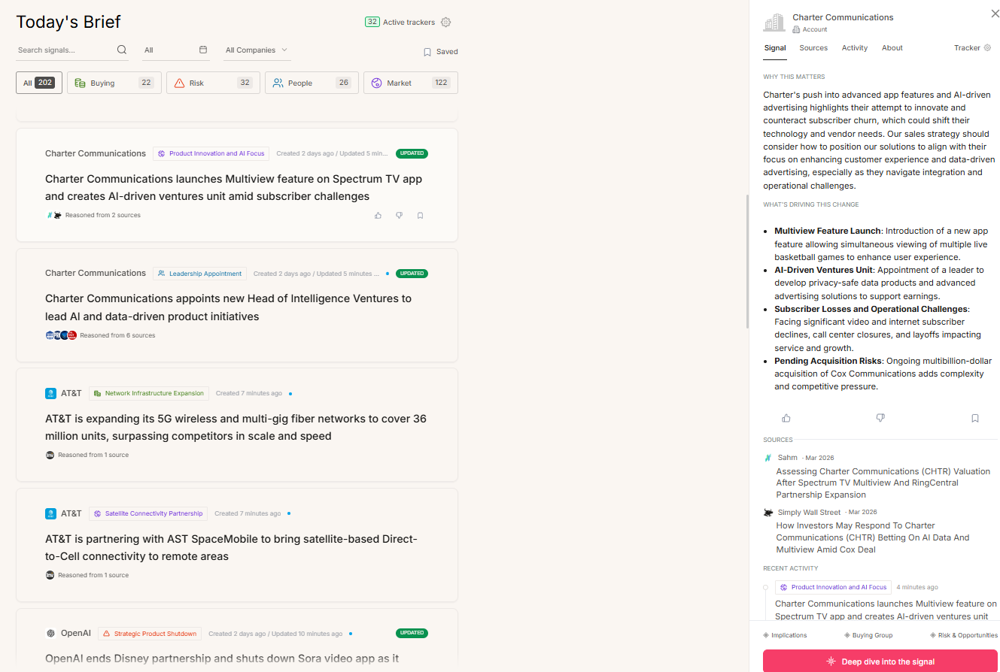 Today's Brief
32 Active trackers
Search signals...
All
All Companies
Saved
All 202
Buying 22
Risk 32
People 26
Market 122
Charter Communications Product Innovation and AI Focus Created 2 days ago / Updated 5 min... UPDATED
Charter Communications launches Multiview feature on Spectrum TV app
and creates AI-driven ventures unit amid subscriber challenges
Reasoned from 2 sources
Charter Communications Leadership Appointment Created 2 days ago / Updated 5 minutes ... UPDATED
Charter Communications appoints new Head of Intelligence Ventures to
lead AI and data-driven product initiatives
Reasoned from 6 sources
AT&T Network Infrastructure Expansion Created 7 minutes ago
AT&T is expanding its 5G wireless and multi-gig fiber networks to cover 36
million units, surpassing competitors in scale and speed
Inv Reasoned from 1 source
AT&T Satellite Connectivity Partnership Created 7 minutes ago
AT&T is partnering with AST SpaceMobile to bring satellite-based Direct-
to-Cell connectivity to remote areas
Inv Reasoned from 1 source
OpenAI Strategic Product Shutdown Created 2 days ago / Updated 10 minutes ago UPDATED
OpenAI ends Disney partnership and shuts down Sora video app as it
Charter Communications
Account
Signal Sources Activity About Tracker
WHY THIS MATTERS
Charter's push into advanced app features and AI-driven
advertising highlights their attempt to innovate and
counteract subscriber churn, which could shift their
technology and vendor needs. Our sales strategy should
consider how to position our solutions to align with their
focus on enhancing customer experience and data-driven
advertising, especially as they navigate integration and
operational challenges.
WHAT'S DRIVING THIS CHANGE
• Multiview Feature Launch: Introduction of a new app
feature allowing simultaneous viewing of multiple live
basketball games to enhance user experience.
• AI-Driven Ventures Unit: Appointment of a leader to
develop privacy-safe data products and advanced
advertising solutions to support earnings.
• Subscriber Losses and Operational Challenges:
Facing significant video and internet subscriber
declines, call center closures, and layoffs impacting
service and growth.
• Pending Acquisition Risks: Ongoing multibillion-dollar
acquisition of Cox Communications adds complexity
and competitive pressure.
SOURCES
Sahm · Mar 2026
Assessing Charter Communications (CHTR) Valuation
After Spectrum TV Multiview And RingCentral
Partnership Expansion
Simply Wall Street · Mar 2026
How Investors May Respond To Charter
Communications (CHTR) Betting On AI Data And
Multiview Amid Cox Deal
RECENT ACTIVITY
Product Innovation and AI Focus 4 minutes ago
Charter Communications launches Multiview feature on
Spectrum TV app and creates AI-driven ventures unit
Implications Buying Group Risk & Opportunities
Deep dive into the signal